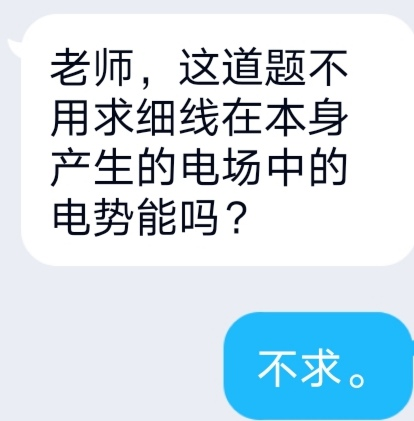 老师，这道题不
用求细线在本身
产生的电场中的
电势能吗？
不求。